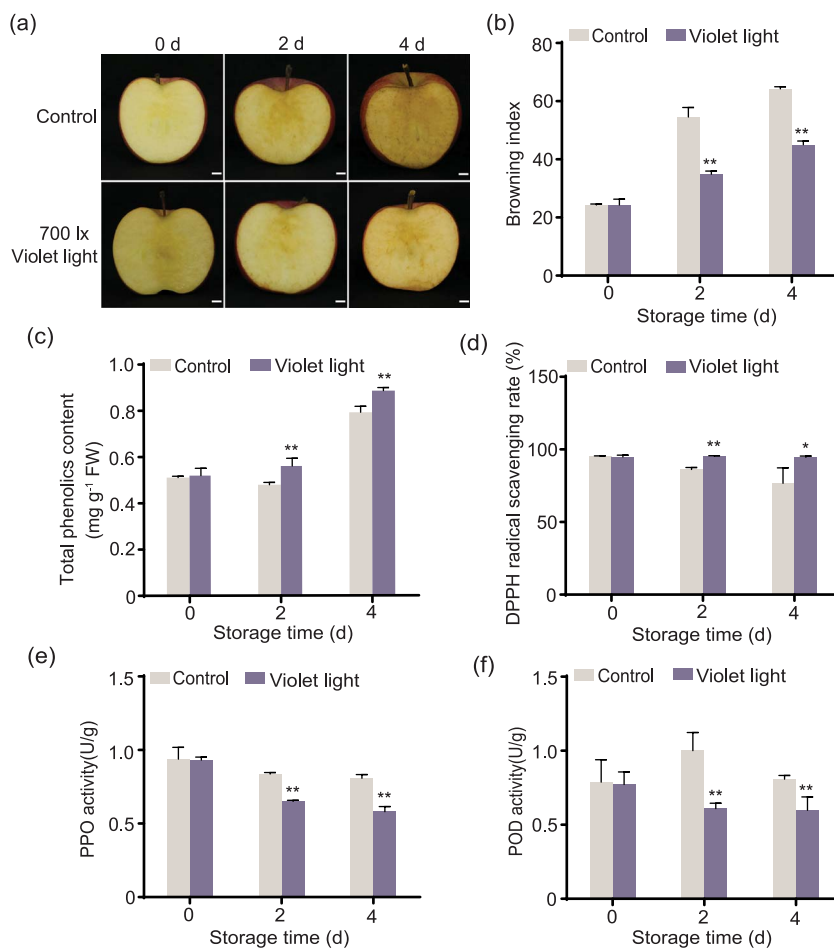 (a)
0 d 2 d 4 d
Control
700 lx
Violet light
(b)
Control Violet light
Browning index
80
60
40
20
0
**
**
0 2 4
Storage time (d)
(c)
Control Violet light
Total phenolics content
(mg g⁻¹ FW)
1.0
0.8
0.6
0.4
0.2
0
**
**
0 2 4
Storage time (d)
(d)
Control Violet light
DPPH radical scavenging rate (%)
150
100
50
0
**
*
0 2 4
Storage time (d)
(e)
Control Violet light
PPO activity(U/g)
1.5
1.0
0.5
0
**
**
0 2 4
Storage time (d)
(f)
Control Violet light
POD activity(U/g)
1.5
1.0
0.5
0
**
**
0 2 4
Storage time (d)